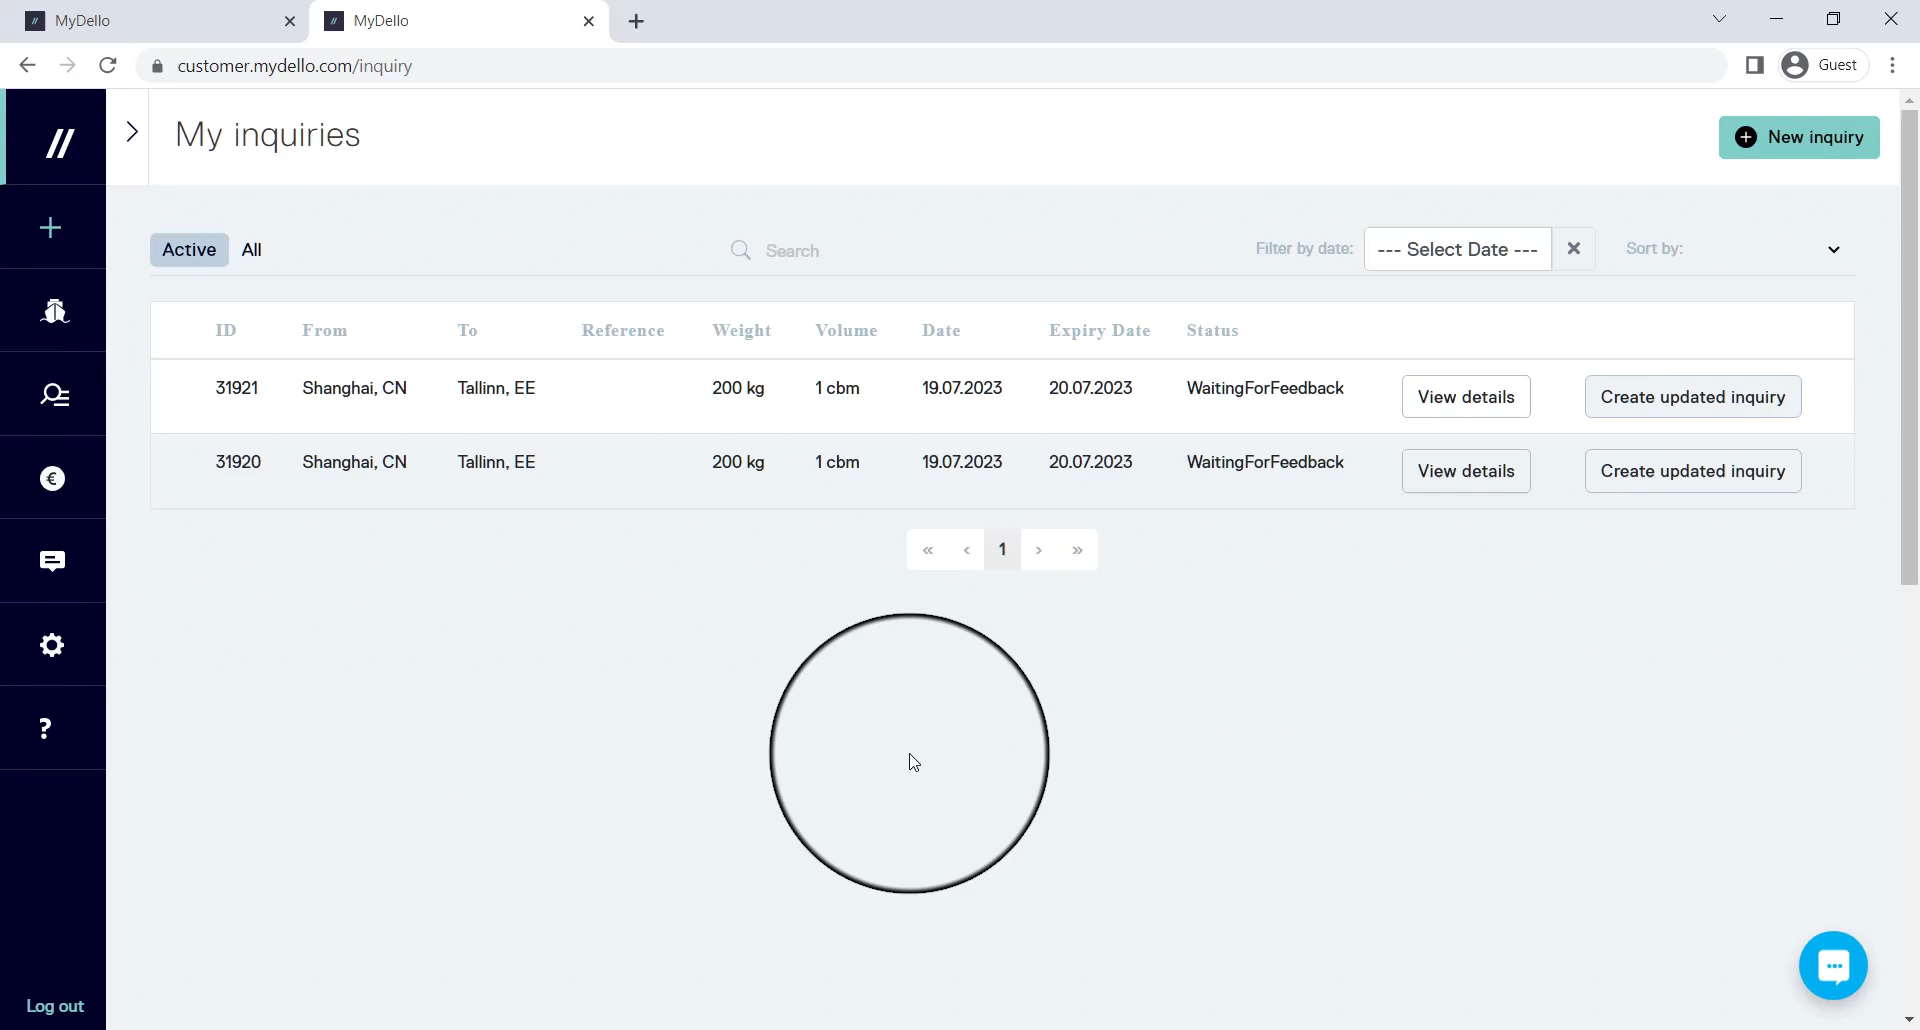 MyDello
MyDello
customer.mydello.com/inquiry
Guest
My inquiries
New inquiry
Active All
Search
Filter by date: --- Select Date ---
Sort by:
ID From To Reference Weight Volume Date Expiry Date Status
31921 Shanghai, CN Tallinn, EE 200 kg 1 cbm 19.07.2023 20.07.2023 WaitingForFeedback View details Create updated inquiry
31920 Shanghai, CN Tallinn, EE 200 kg 1 cbm 19.07.2023 20.07.2023 WaitingForFeedback View details Create updated inquiry
« ‹ 1 › »
Log out